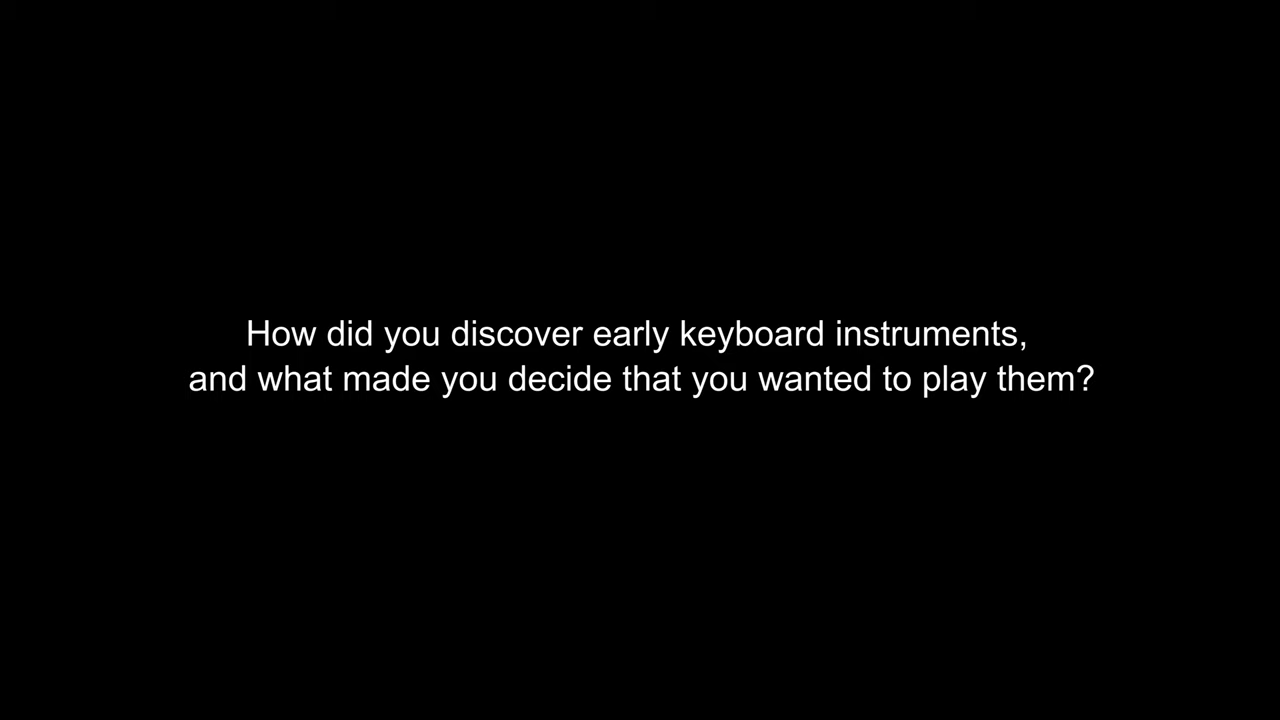 How did you discover early keyboard instruments,
and what made you decide that you wanted to play them?